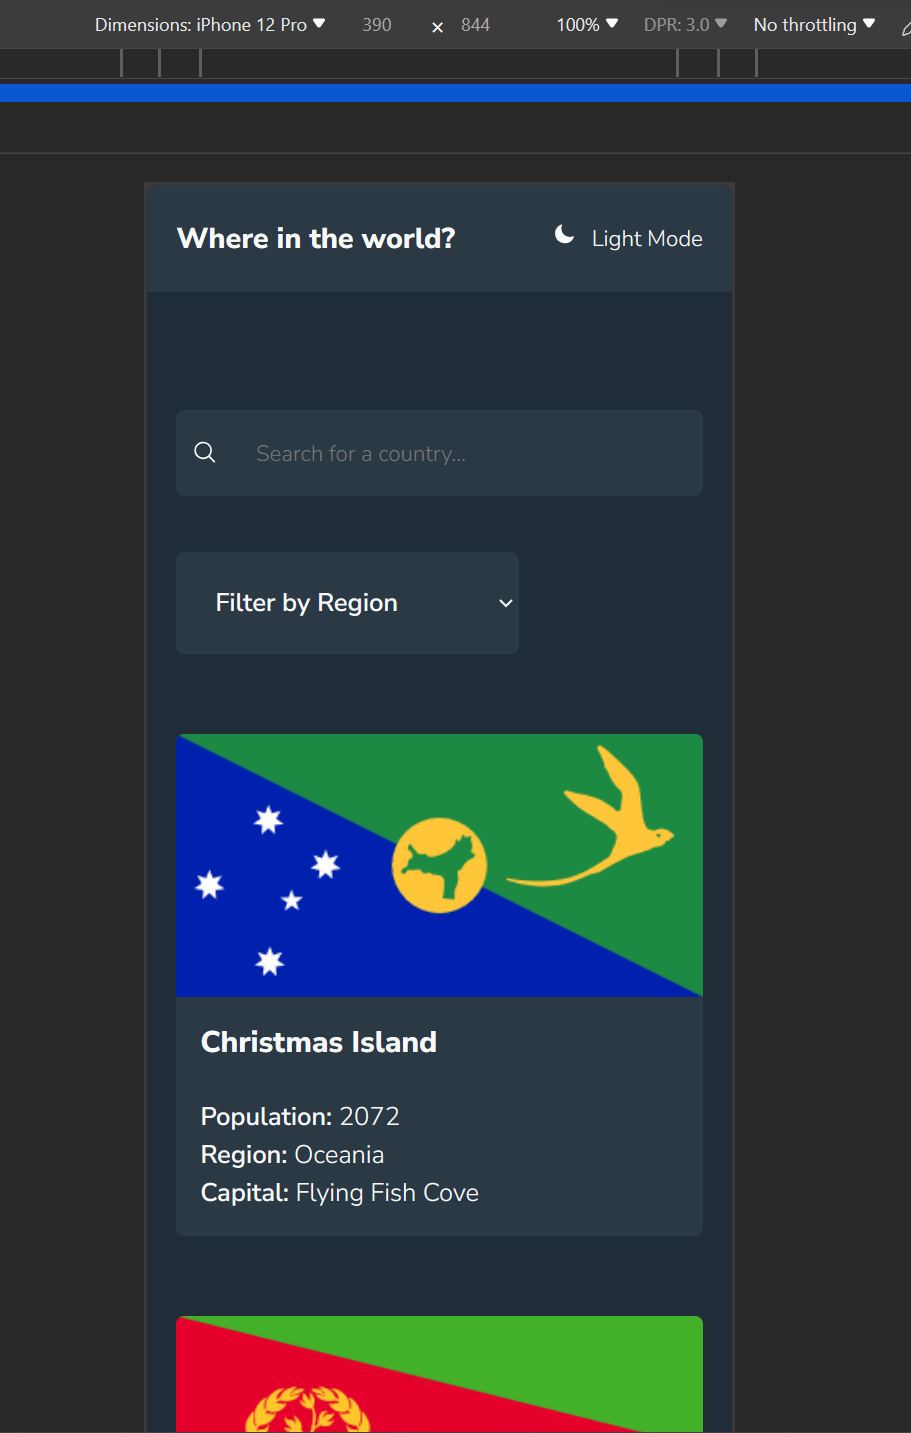 Dimensions: iPhone 12 Pro 390 × 844 100% DPR: 3.0 No throttling
Where in the world? Light Mode
Search for a country...
Filter by Region
Christmas Island
Population: 2072
Region: Oceania
Capital: Flying Fish Cove